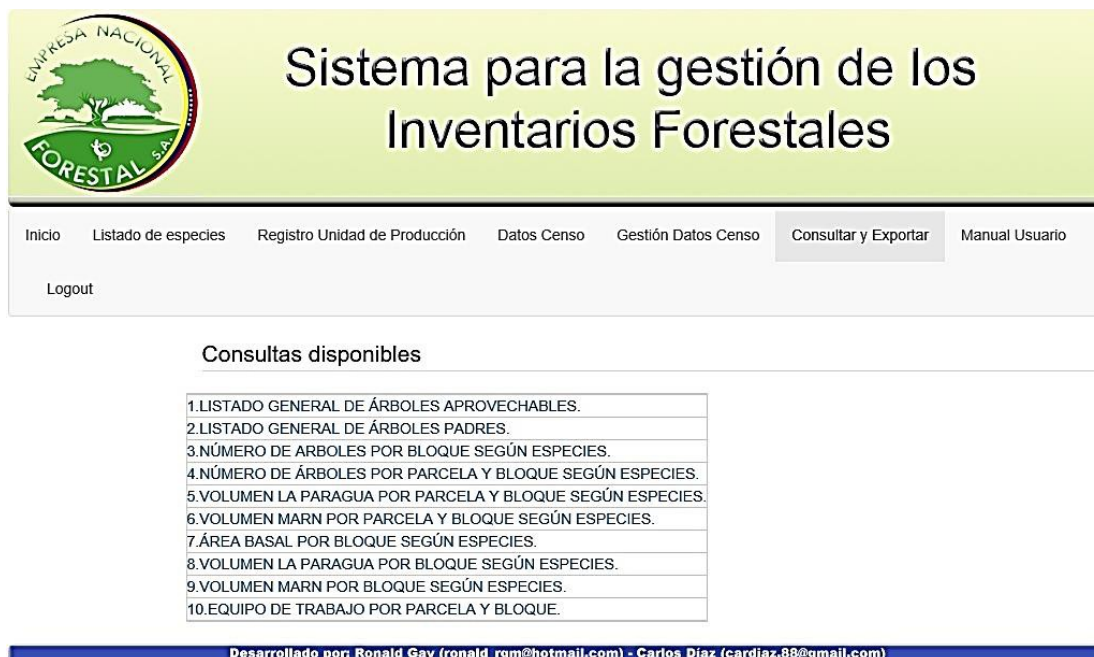 EMPRESA NACIONAL
FORESTAL S.A.
Sistema para la gestión de los
Inventarios Forestales
Inicio Listado de especies Registro Unidad de Producción Datos Censo Gestión Datos Censo Consultar y Exportar Manual Usuario
Logout
Consultas disponibles
1.LISTADO GENERAL DE ÁRBOLES APROVECHABLES.
2.LISTADO GENERAL DE ÁRBOLES PADRES.
3.NÚMERO DE ARBOLES POR BLOQUE SEGÚN ESPECIES.
4.NÚMERO DE ÁRBOLES POR PARCELA Y BLOQUE SEGÚN ESPECIES.
5.VOLUMEN LA PARAGUA POR PARCELA Y BLOQUE SEGÚN ESPECIES.
6.VOLUMEN MARN POR PARCELA Y BLOQUE SEGÚN ESPECIES.
7.ÁREA BASAL POR BLOQUE SEGÚN ESPECIES.
8.VOLUMEN LA PARAGUA POR BLOQUE SEGÚN ESPECIES.
9.VOLUMEN MARN POR BLOQUE SEGÚN ESPECIES.
10.EQUIPO DE TRABAJO POR PARCELA Y BLOQUE.
Desarrollado por: Ronald Gay (ronald_rgm@hotmail.com) - Carlos Díaz (cardiaz.88@gmail.com)